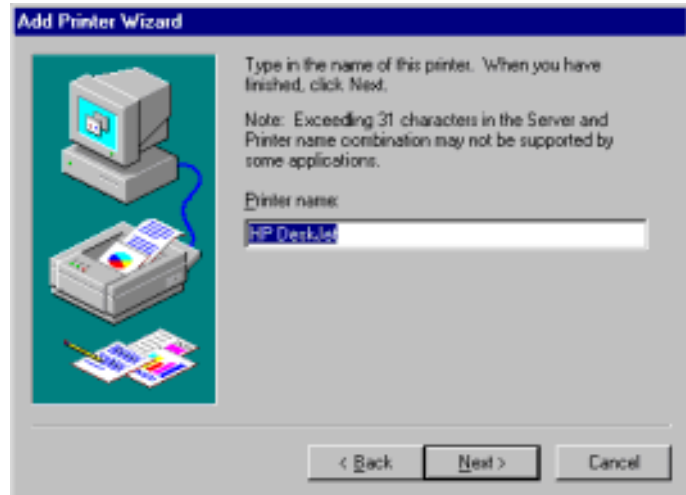 Add Printer Wizard
Type in the name of this printer. When you have
finished, click Next.
Note: Exceeding 31 characters in the Server and
Printer name combination may not be supported by
some applications.
Printer name:
HP DeskJet
< Back
Next >
Cancel